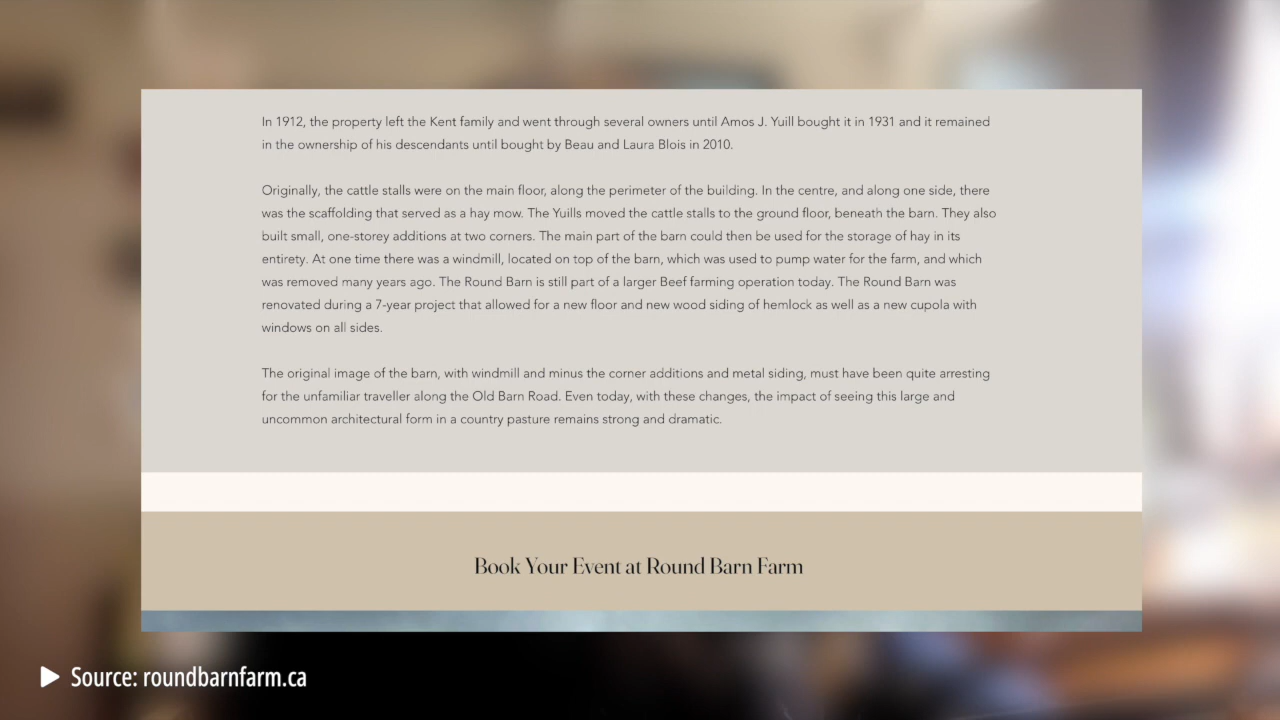 In 1912, the property left the Kent family and went through several owners until Amos J. Yuill bought it in 1931 and it remained
in the ownership of his descendants until bought by Beau and Laura Blois in 2010.
Originally, the cattle stalls were on the main floor, along the perimeter of the building. In the centre, and along one side, there
was the scaffolding that served as a hay mow. The Yuills moved the cattle stalls to the ground floor, beneath the barn. They also
built small, one-storey additions at two corners. The main part of the barn could then be used for the storage of hay in its
entirety. At one time there was a windmill, located on top of the barn, which was used to pump water for the farm, and which
was removed many years ago. The Round Barn is still part of a larger Beef farming operation today. The Round Barn was
renovated during a 7-year project that allowed for a new floor and new wood siding of hemlock as well as a new cupola with
windows on all sides.
The original image of the barn, with windmill and minus the corner additions and metal siding, must have been quite arresting
for the unfamiliar traveller along the Old Barn Road. Even today, with these changes, the impact of seeing this large and
uncommon architectural form in a country pasture remains strong and dramatic.
Book Your Event at Round Barn Farm
Source: roundbarnfarm.ca